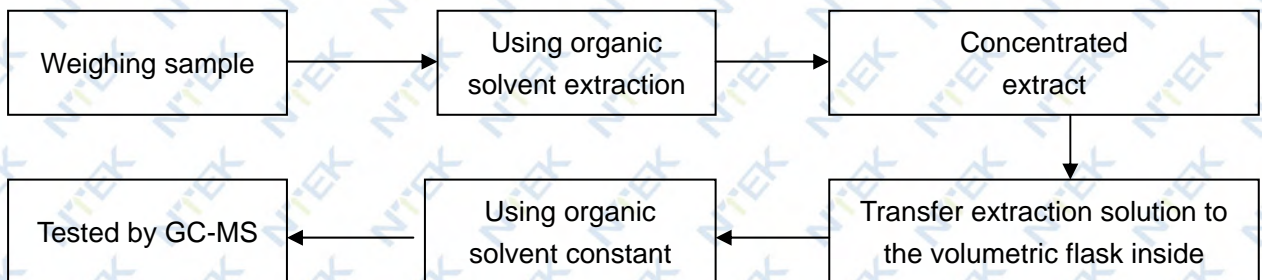 Weighing sample
Using organic
solvent extraction
Concentrated
extract
Transfer extraction solution to
the volumetric flask inside
Using organic
solvent constant
Tested by GC-MS
NTEK